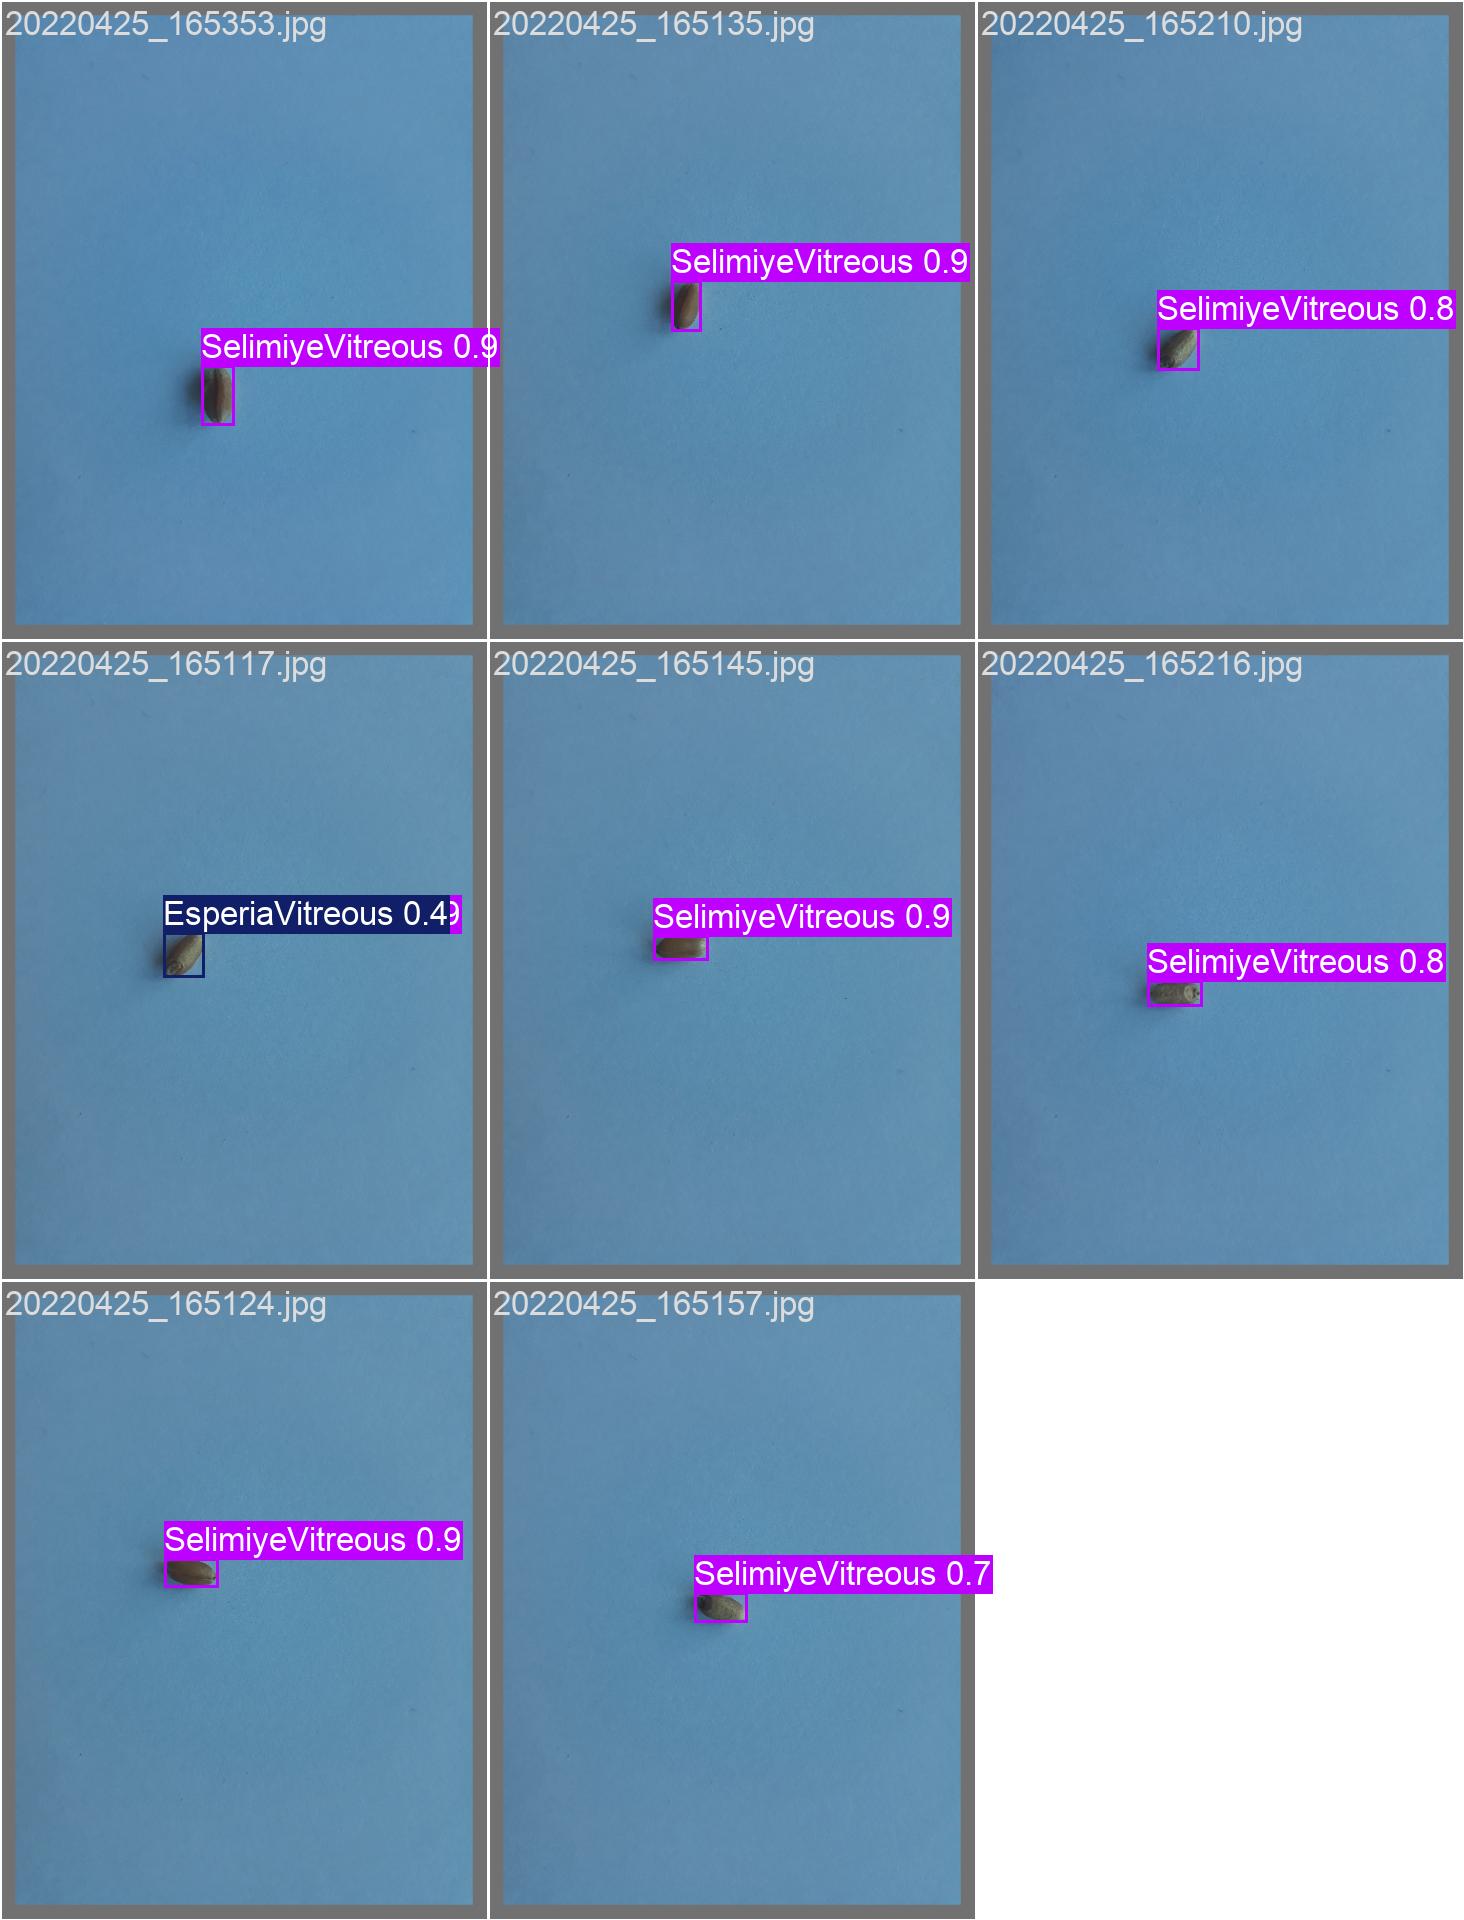 20220425_165353.jpg
20220425_165135.jpg
20220425_165210.jpg
SelimiyeVitreous 0.9
SelimiyeVitreous 0.9
SelimiyeVitreous 0.8
20220425_165117.jpg
20220425_165145.jpg
20220425_165216.jpg
EsperiaVitreous 0.4
SelimiyeVitreous 0.9
SelimiyeVitreous 0.8
20220425_165124.jpg
20220425_165157.jpg
SelimiyeVitreous 0.9
SelimiyeVitreous 0.7